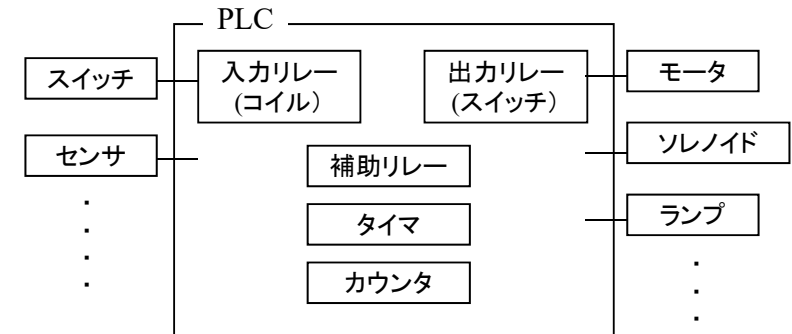 PLC
スイッチ
入力リレー
(コイル）
出力リレー
(スイッチ）
モータ
センサ
補助リレー
ソレノイド
タイマ
ランプ
カウンタ
・
・
・
・
・
・
・